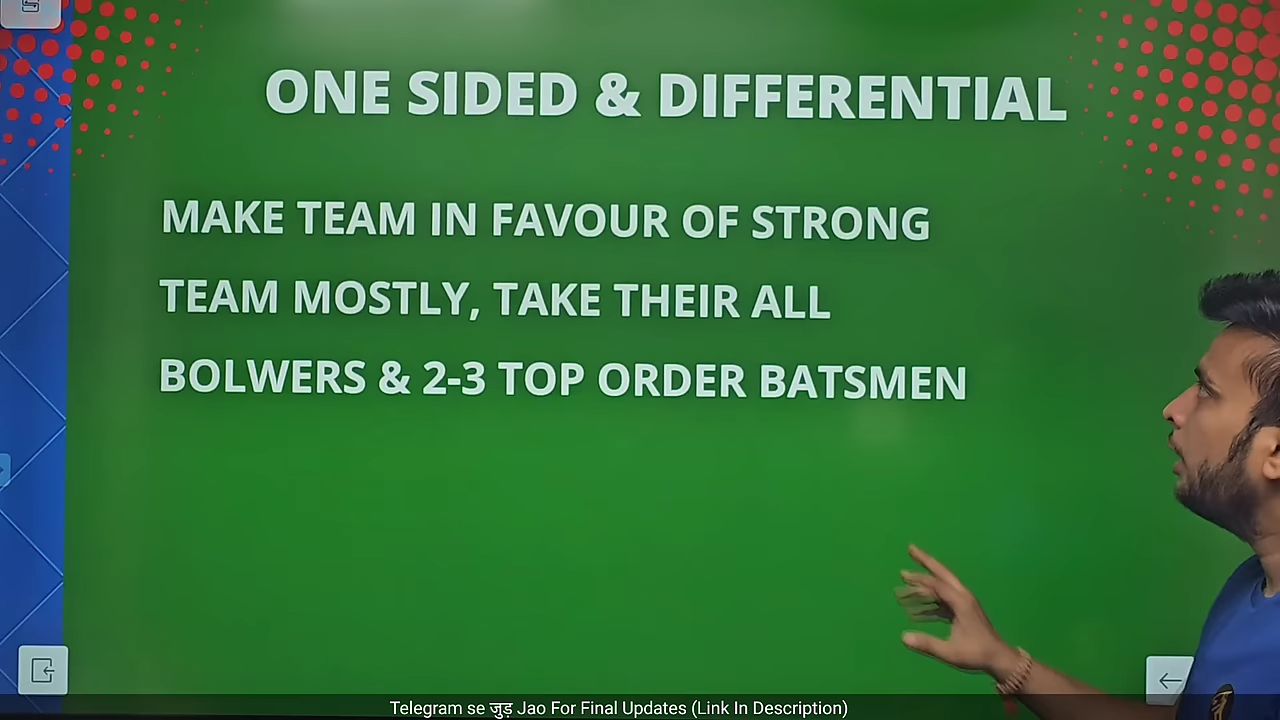 ONE SIDED & DIFFERENTIAL
MAKE TEAM IN FAVOUR OF STRONG
TEAM MOSTLY, TAKE THEIR ALL
BOLWERS & 2-3 TOP ORDER BATSMEN
Telegram se जुड़ Jao For Final Updates (Link In Description)